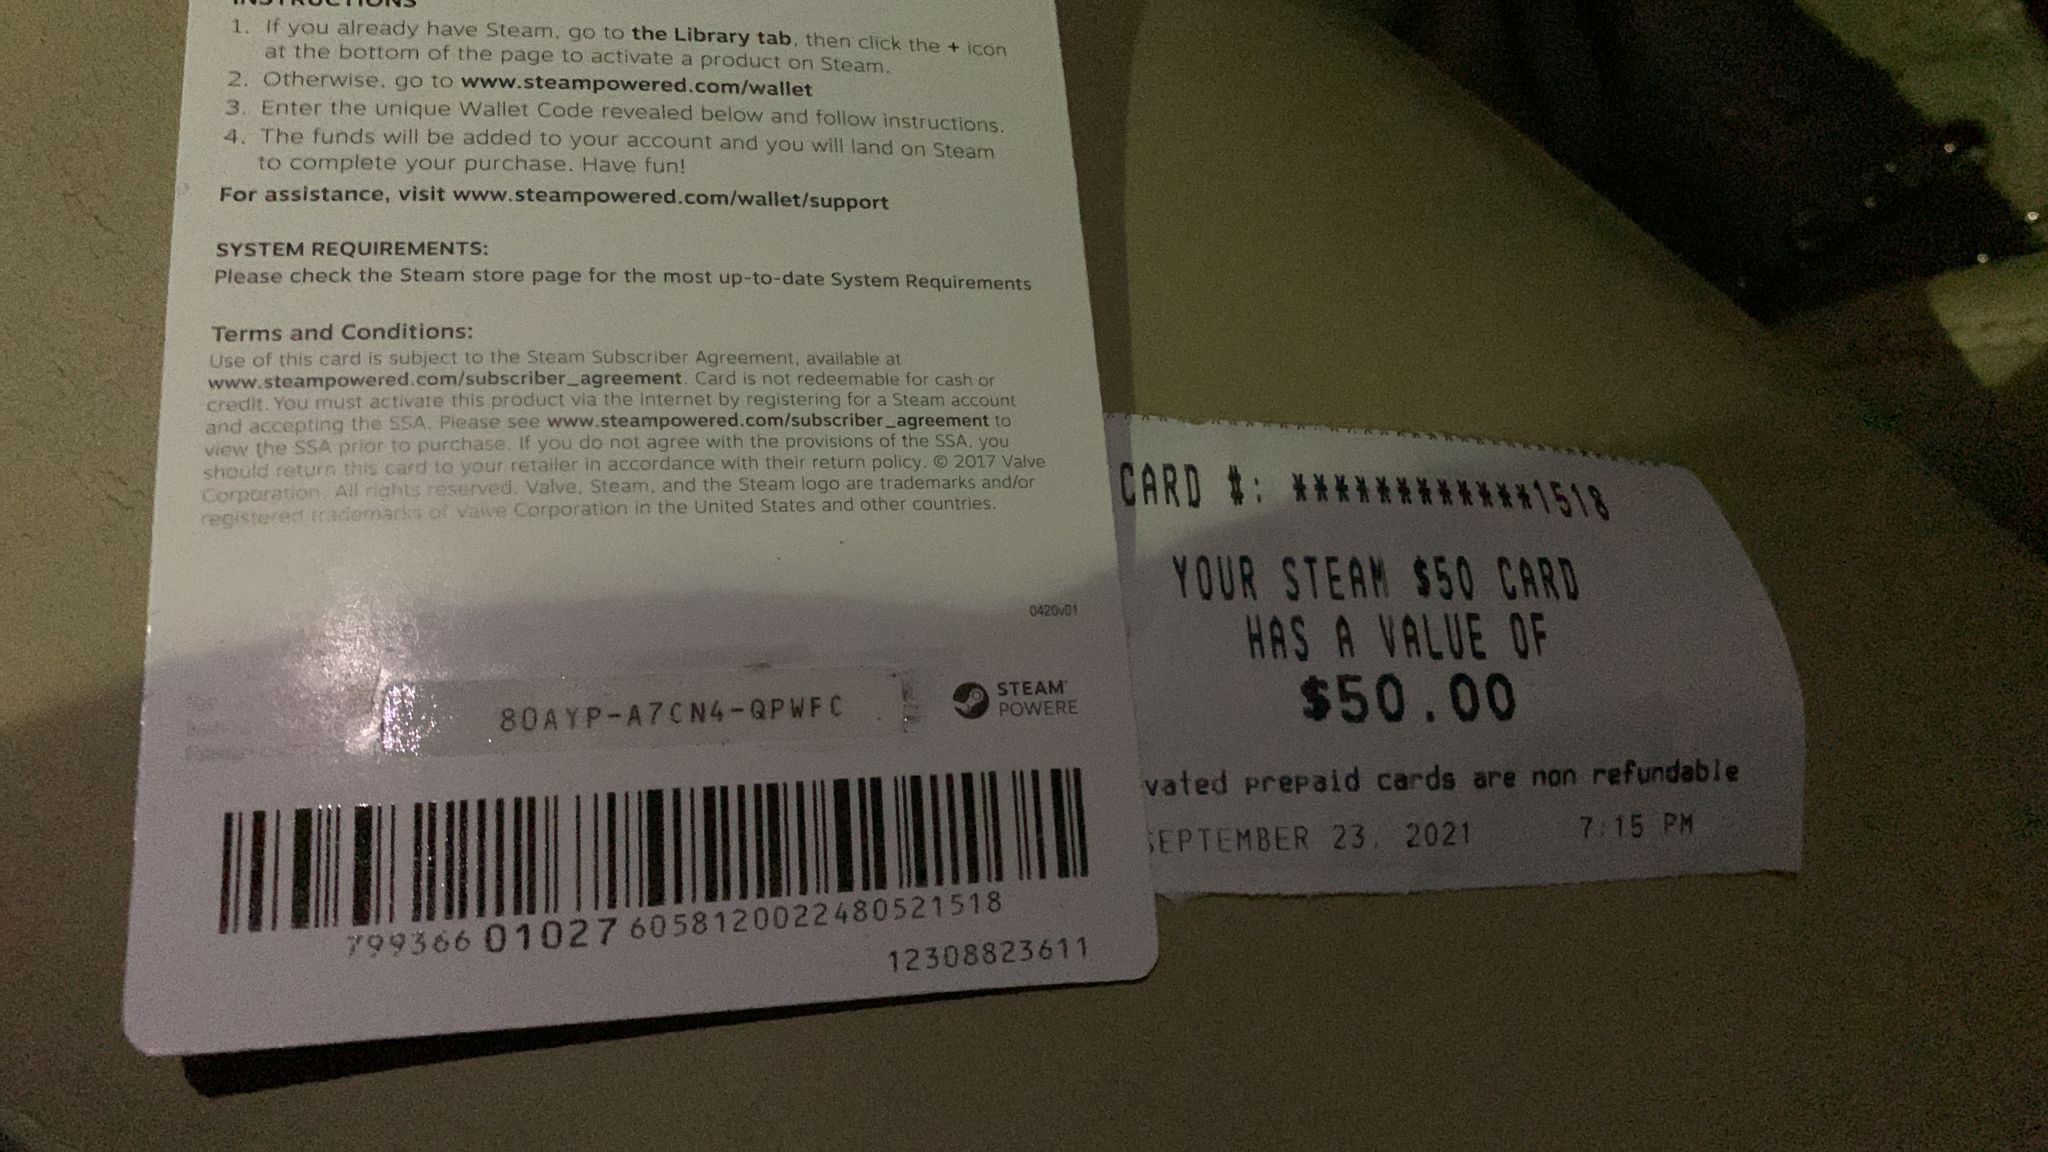 INSTRUCTIONS
1. If you already have Steam, go to the Library tab, then click the + icon
at the bottom of the page to activate a product on Steam.
2. Otherwise, go to www.steampowered.com/wallet
3. Enter the unique Wallet Code revealed below and follow instructions.
4. The funds will be added to your account and you will land on Steam
to complete your purchase. Have fun!
For assistance, visit www.steampowered.com/wallet/support
SYSTEM REQUIREMENTS:
Please check the Steam store page for the most up-to-date System Requirements
Terms and Conditions:
Use of this card is subject to the Steam Subscriber Agreement, available at
www.steampowered.com/subscriber_agreement. Card is not redeemable for cash or
credit. You must activate this product via the Internet by registering for a Steam account
and accepting the SSA. Please see www.steampowered.com/subscriber_agreement to
view the SSA prior to purchase. If you do not agree with the provisions of the SSA, you
should return this card to your retailer in accordance with their return policy. © 2017 Valve
Corporation. All rights reserved. Valve, Steam, and the Steam logo are trademarks and/or
registered trademarks of Valve Corporation in the United States and other countries.
0420v01
80AYP-A7CN4-QPWFC
STEAM
POWERE
799366 01027 6058120022480521518
12308823611
CARD #: ************1518
YOUR STEAM $50 CARD
HAS A VALUE OF
$50.00
vated prepaid cards are non refundable
SEPTEMBER 23, 2021 7:15 PM